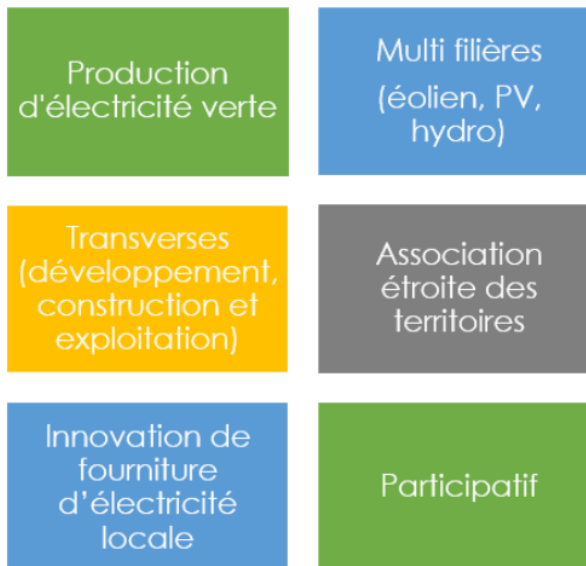 Production
d'électricité verte
Multi filières
(éolien, PV,
hydro)
Transverses
(développement,
construction et
exploitation)
Association
étroite des
territoires
Innovation de
fourniture
d’électricité
locale
Participatif